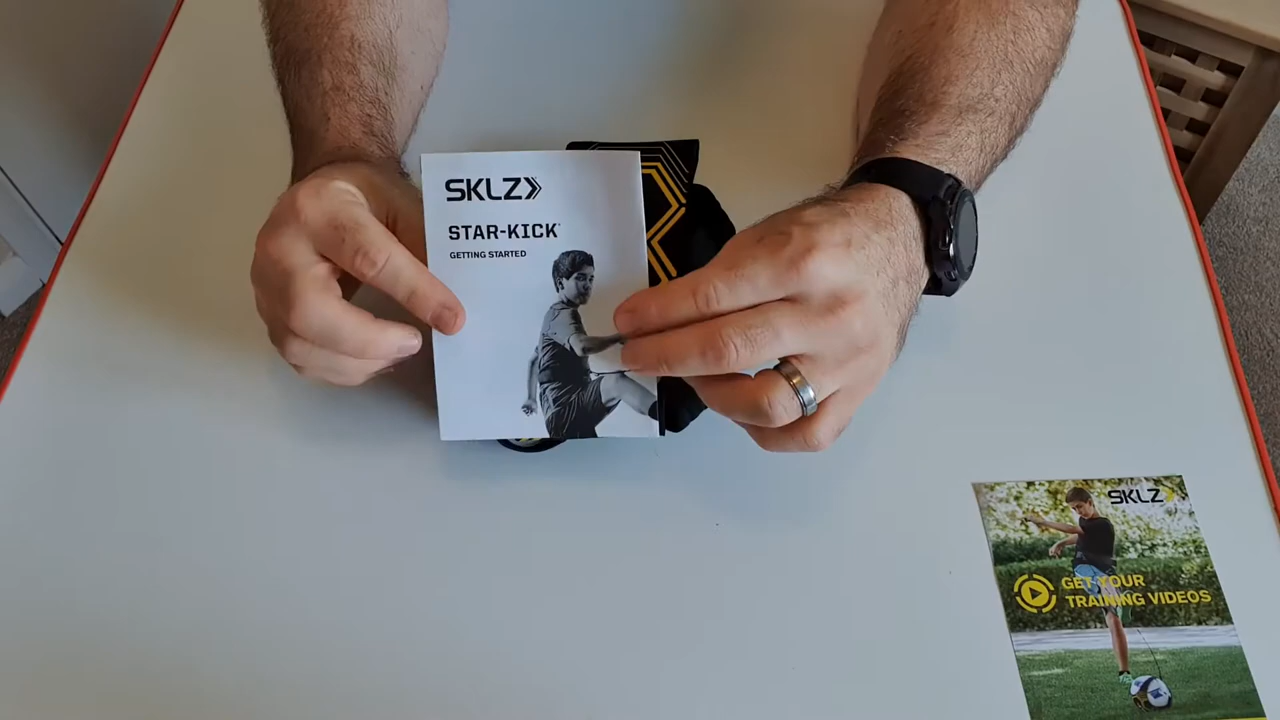 SKLZ
STAR-KICK
GETTING STARTED
SKLZ
GET YOUR
TRAINING VIDEOS